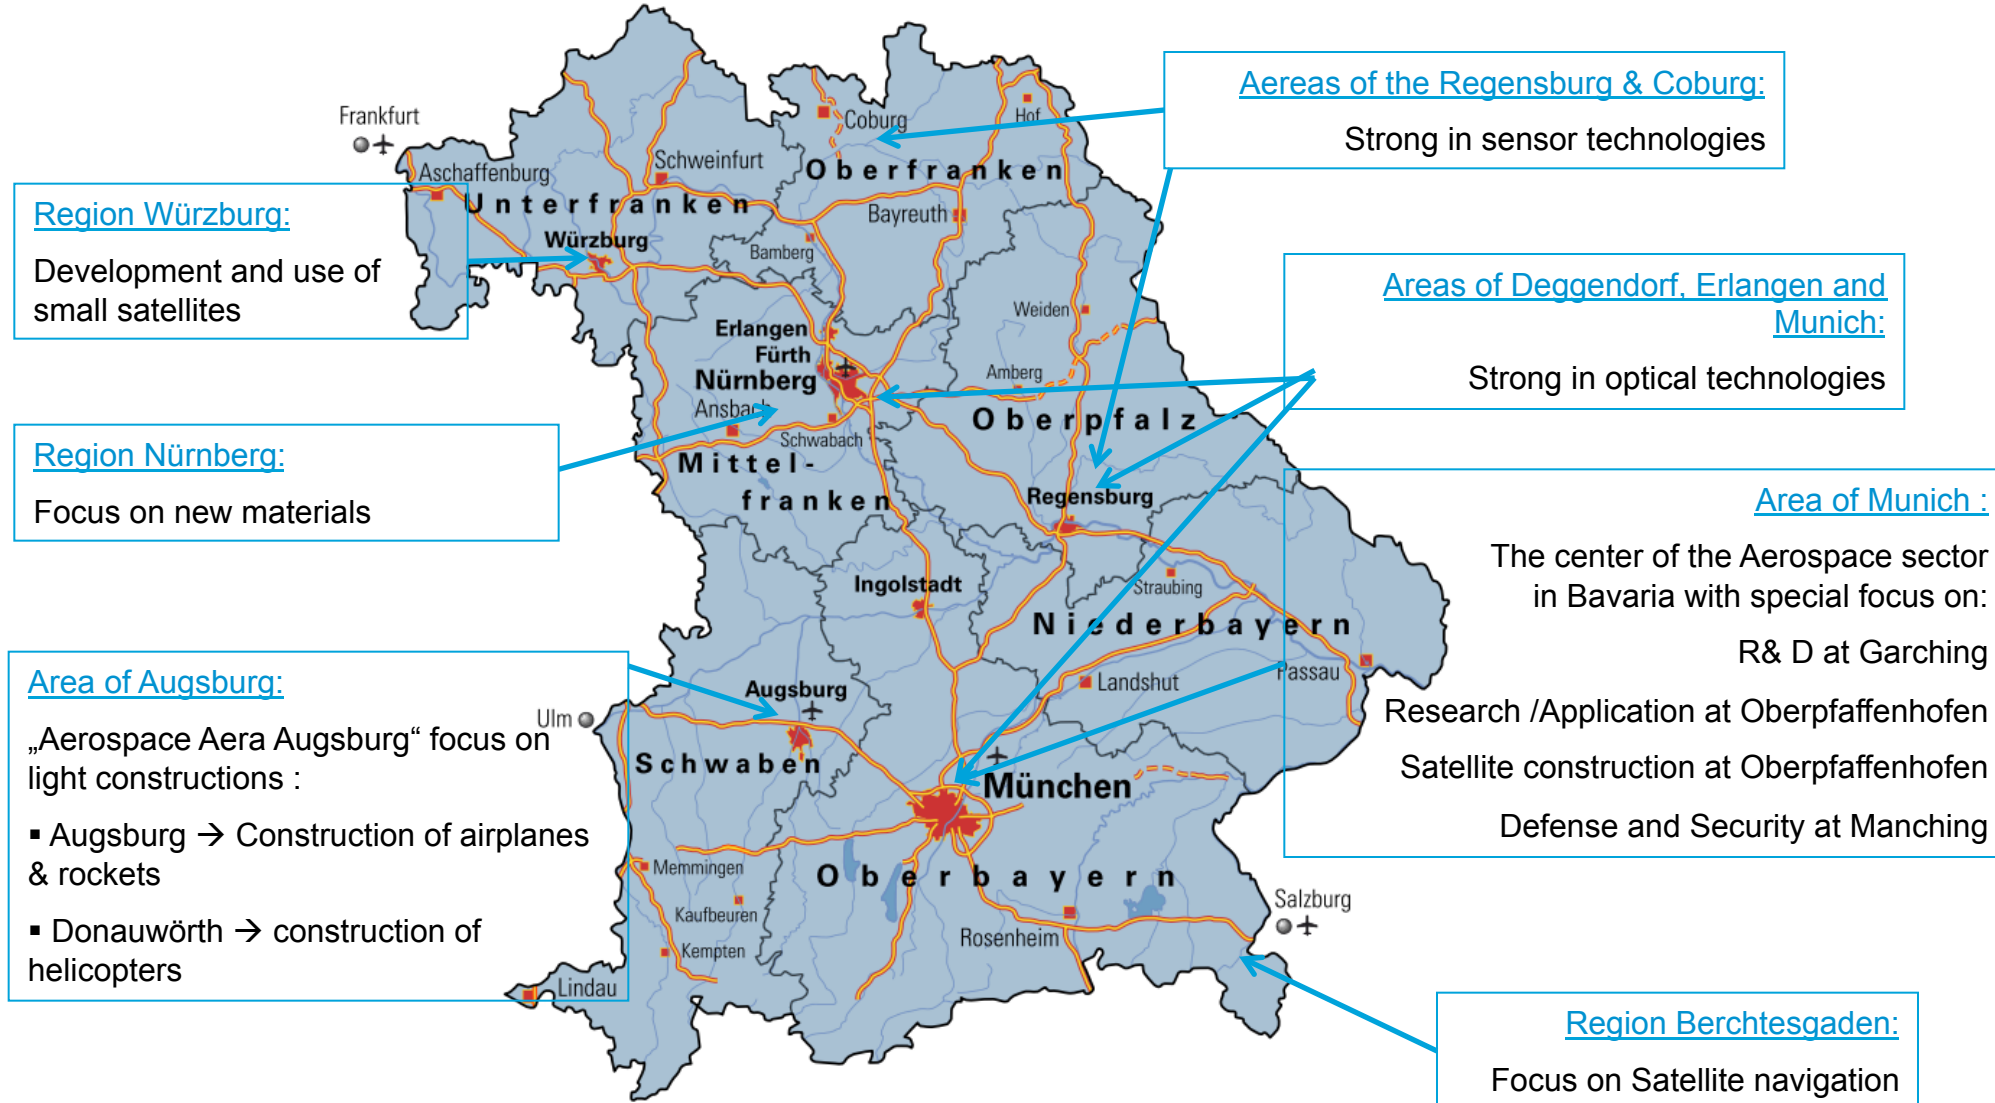 Frankfurt
Aschaffenburg
Schweinfurt
Unterfranken
Würzburg
Coburg
Hof
Oberfranken
Bayreuth
Bamberg
Erlangen
Fürth
Nürnberg
Ansbach
Schwabach
Mittel-
franken
Weiden
Amberg
Oberpfalz
Regensburg
Ingolstadt
Straubing
Niederbayern
Landshut
Passau
Augsburg
Ulm
Schwaben
München
Memmingen
Kaufbeuren
Kempten
Lindau
Oberbayern
Rosenheim
Salzburg
Region Würzburg:
Development and use of
small satellites
Region Nürnberg:
Focus on new materials
Area of Augsburg:
„Aerospace Aera Augsburg“ focus on
light constructions :
▪ Augsburg → Construction of airplanes
& rockets
▪ Donauwörth → construction of
helicopters
Aereas of the Regensburg & Coburg:
Strong in sensor technologies
Areas of Deggendorf, Erlangen and
Munich:
Strong in optical technologies
Area of Munich :
The center of the Aerospace sector
in Bavaria with special focus on:
R& D at Garching
Research /Application at Oberpfaffenhofen
Satellite construction at Oberpfaffenhofen
Defense and Security at Manching
Region Berchtesgaden:
Focus on Satellite navigation